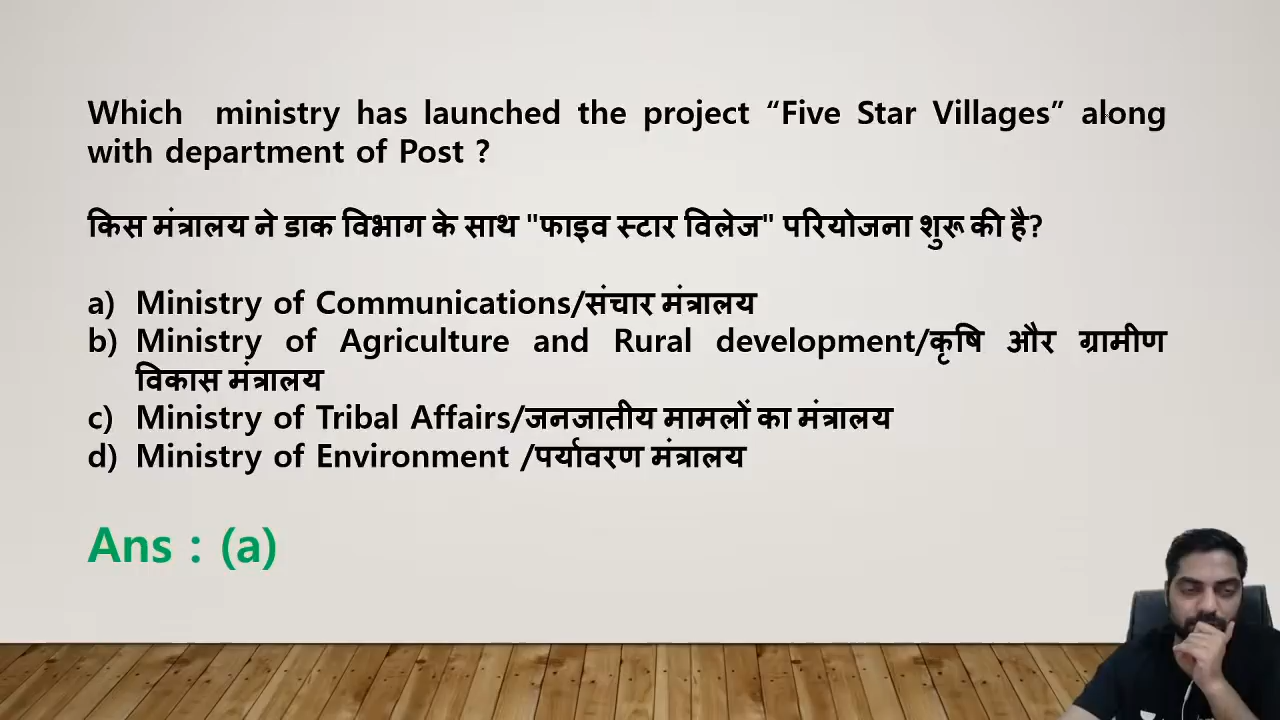 Which ministry has launched the project “Five Star Villages” along
with department of Post ?
किस मंत्रालय ने डाक विभाग के साथ "फाइव स्टार विलेज" परियोजना शुरू की है?
a) Ministry of Communications/संचार मंत्रालय
b) Ministry of Agriculture and Rural development/कृषि और ग्रामीण
विकास मंत्रालय
c) Ministry of Tribal Affairs/जनजातीय मामलों का मंत्रालय
d) Ministry of Environment /पर्यावरण मंत्रालय
Ans : (a)